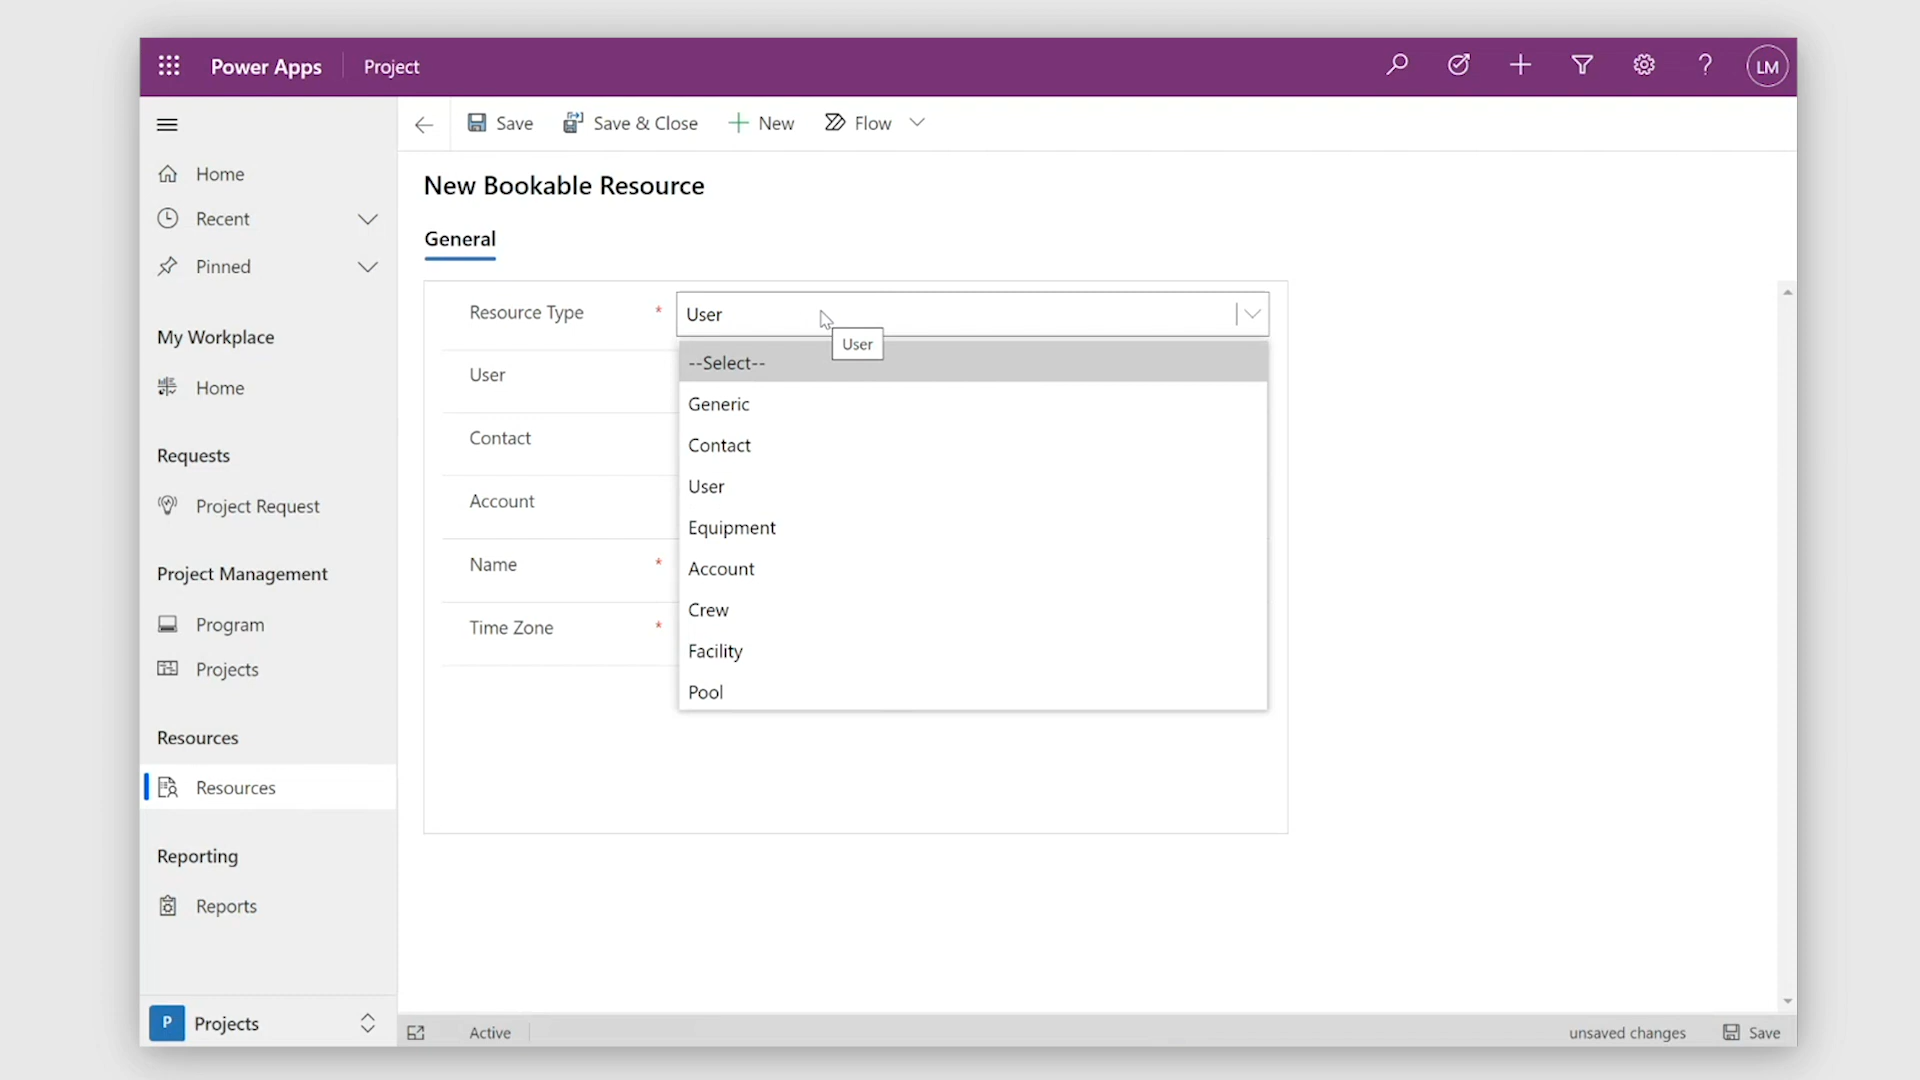 Power Apps
Project
LM
Save
Save & Close
New
Flow
Home
Recent
Pinned
My Workplace
Home
Requests
Project Request
Project Management
Program
Projects
Resources
Resources
Reporting
Reports
P
Projects
New Bookable Resource
General
Resource Type *
User
User
User
Contact
Account
Name *
Time Zone *
--Select--
Generic
Contact
User
Equipment
Account
Crew
Facility
Pool
Active
unsaved changes
Save